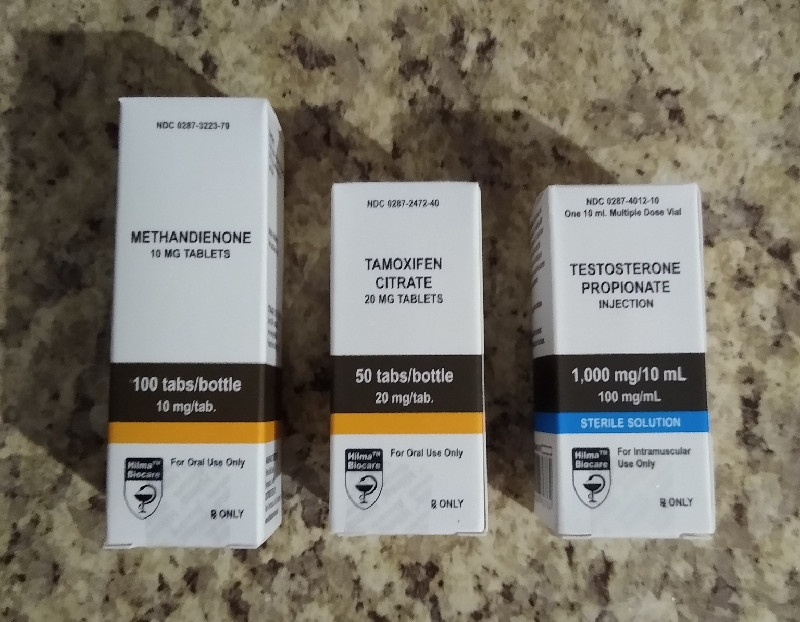 NDC 0287-3223-79
METHANDIENONE
10 MG TABLETS
100 tabs/bottle
10 mg/tab.
Hilma™
Biocare
For Oral Use Only
℞ ONLY
NDC 0287-2472-40
TAMOXIFEN
CITRATE
20 MG TABLETS
50 tabs/bottle
20 mg/tab.
Hilma™
Biocare
For Oral Use Only
℞ ONLY
NDC 0287-4012-10
One 10 ml. Multiple Dose Vial
TESTOSTERONE
PROPIONATE
INJECTION
1,000 mg/10 mL
100 mg/mL
STERILE SOLUTION
Hilma™
Biocare
For Intramuscular
Use Only
℞ ONLY